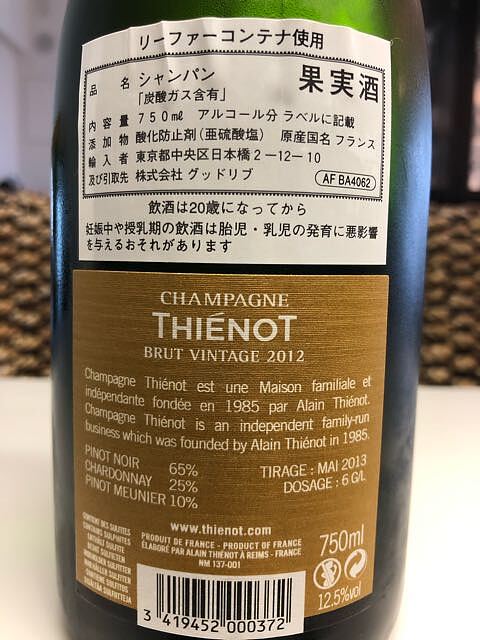 リーファーコンテナ使用
品名 シャンパン 果実酒
「炭酸ガス含有」
内容量 750㎖ アルコール分 ラベルに記載
添加物 酸化防止剤(亜硫酸塩) 原産国名 フランス
輸入者 東京都中央区日本橋2-12-10
及び引取先 株式会社 グッドリブ AF BA4062
飲酒は20歳になってから
妊娠中や授乳期の飲酒は胎児・乳児の発育に悪影響
を与えるおそれがあります
CHAMPAGNE
THIÉNOT
BRUT VINTAGE 2012
Champagne Thiénot est une Maison familiale et
indépendante fondée en 1985 par Alain Thiénot.
Champagne Thiénot is an independent family-run
business which was founded by Alain Thiénot in 1985.
PINOT NOIR 65%
CHARDONNAY 25%
PINOT MEUNIER 10%
TIRAGE : MAI 2013
DOSAGE : 6 G/L
www.thienot.com
PRODUIT DE FRANCE - PRODUCT OF FRANCE
ÉLABORÉ PAR ALAIN THIÉNOT À REIMS - FRANCE
NM 137-001
CONTIENT DES SULFITES
CONTAINS SULPHITES
750ml
12.5%vol
3 419452 000372